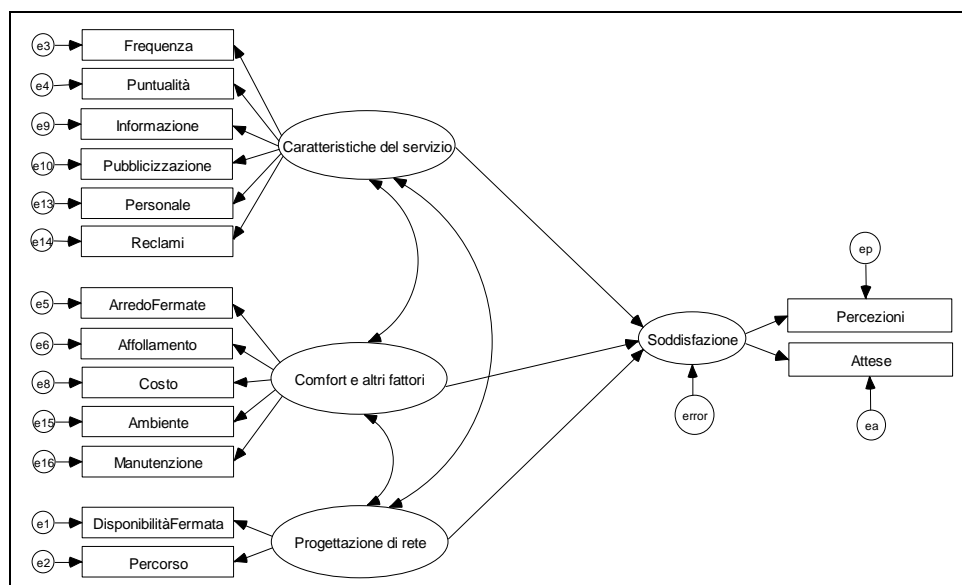 e3 Frequenza
e4 Puntualità
e9 Informazione
e10 Pubblicizzazione
e13 Personale
e14 Reclami
Caratteristiche del servizio
e5 ArredoFermate
e6 Affollamento
e8 Costo
e15 Ambiente
e16 Manutenzione
Comfort e altri fattori
e1 DisponibilitàFermata
e2 Percorso
Progettazione di rete
Soddisfazione
error
ep
Percezioni
Attese
ea